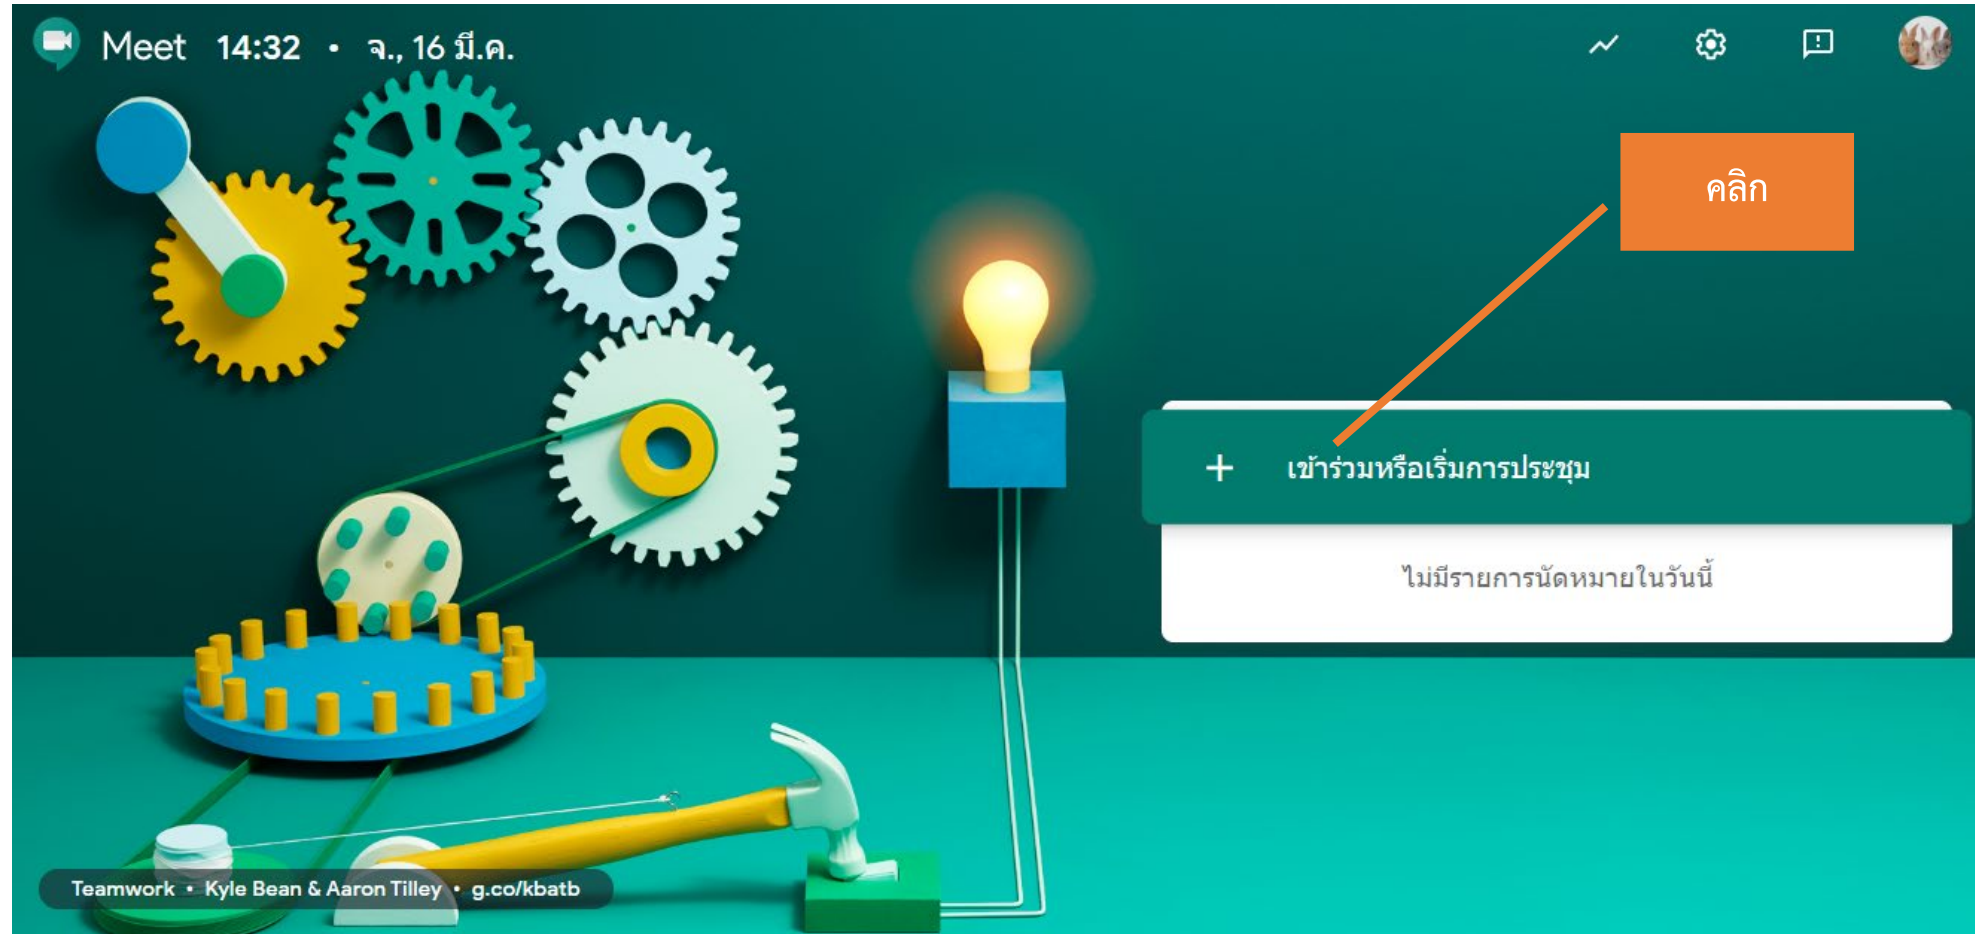 Meet 14:32 • จ., 16 มี.ค.
คลิก
+ เข้าร่วมหรือเริ่มการประชุม
ไม่มีรายการนัดหมายในวันนี้
Teamwork • Kyle Bean & Aaron Tilley • g.co/kbatb